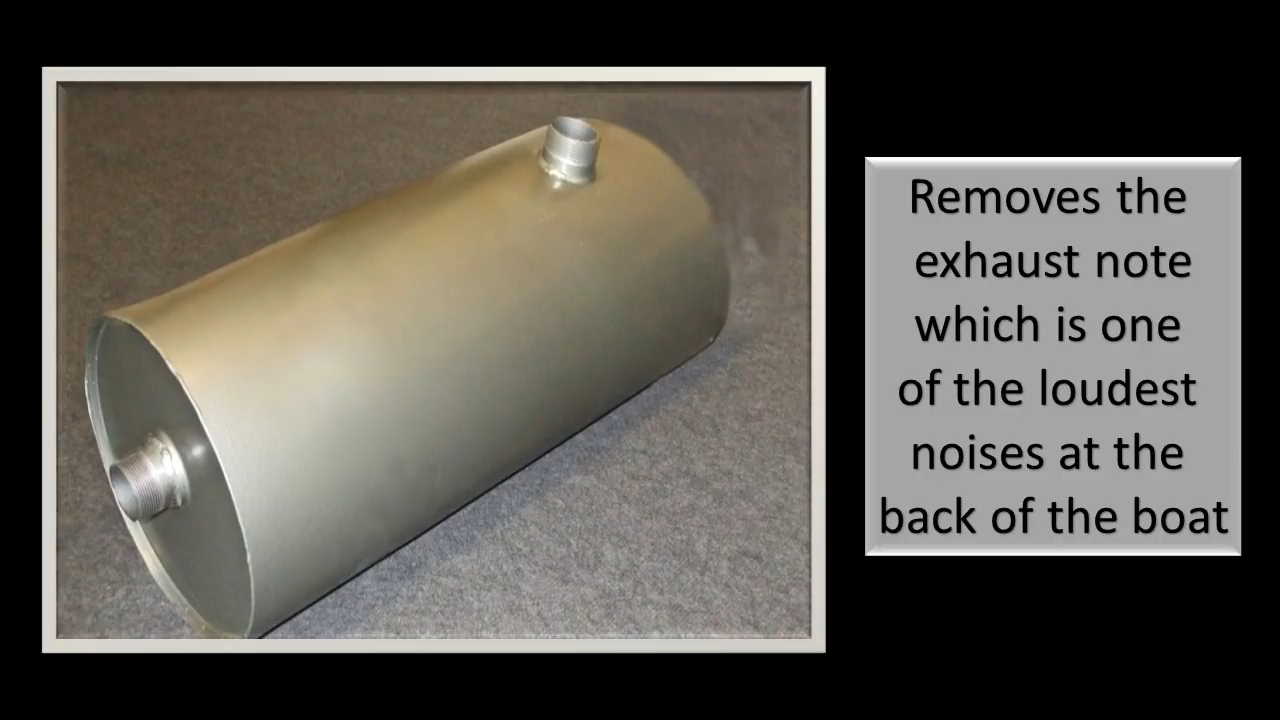 Removes the
exhaust note
which is one
of the loudest
noises at the
back of the boat